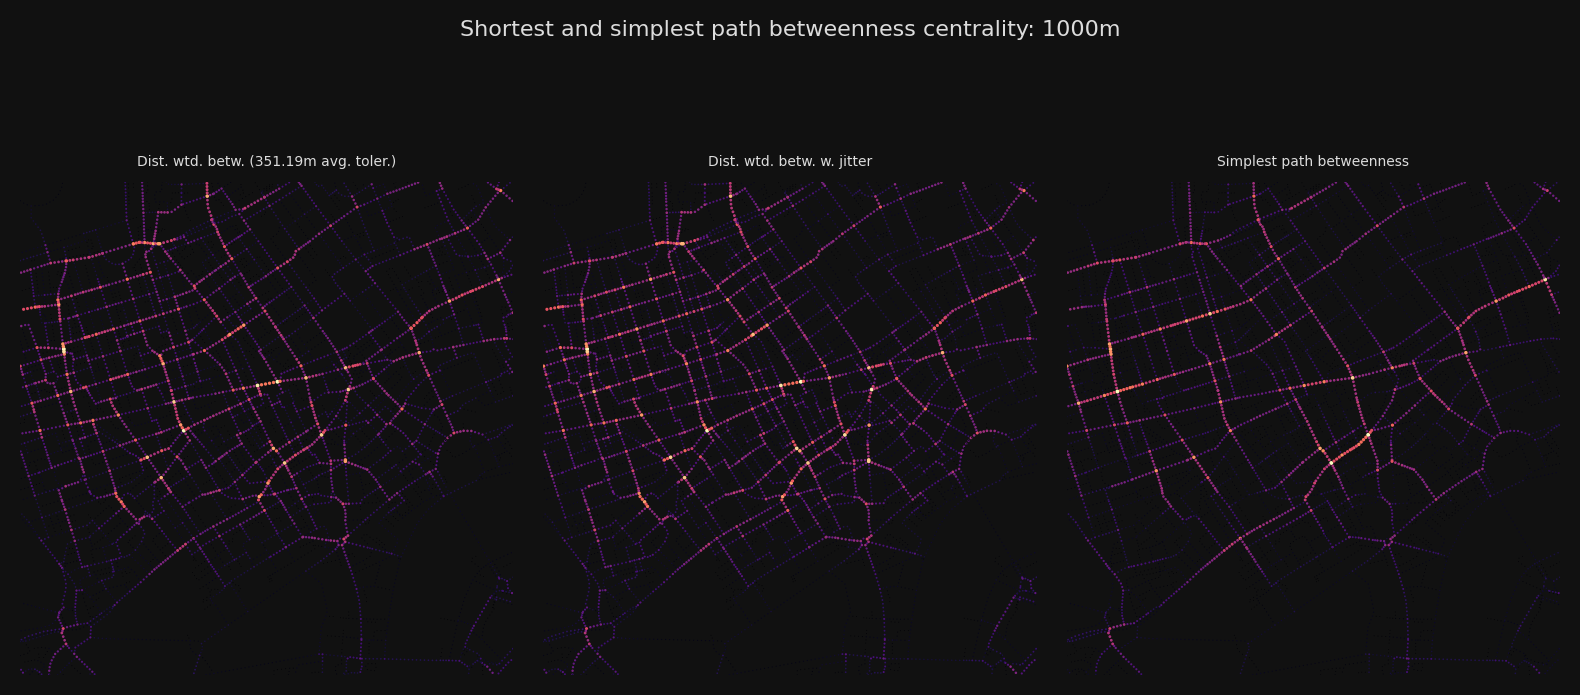 Shortest and simplest path betweenness centrality: 1000m
Dist. wtd. betw. (351.19m avg. toler.)
Dist. wtd. betw. w. jitter
Simplest path betweenness